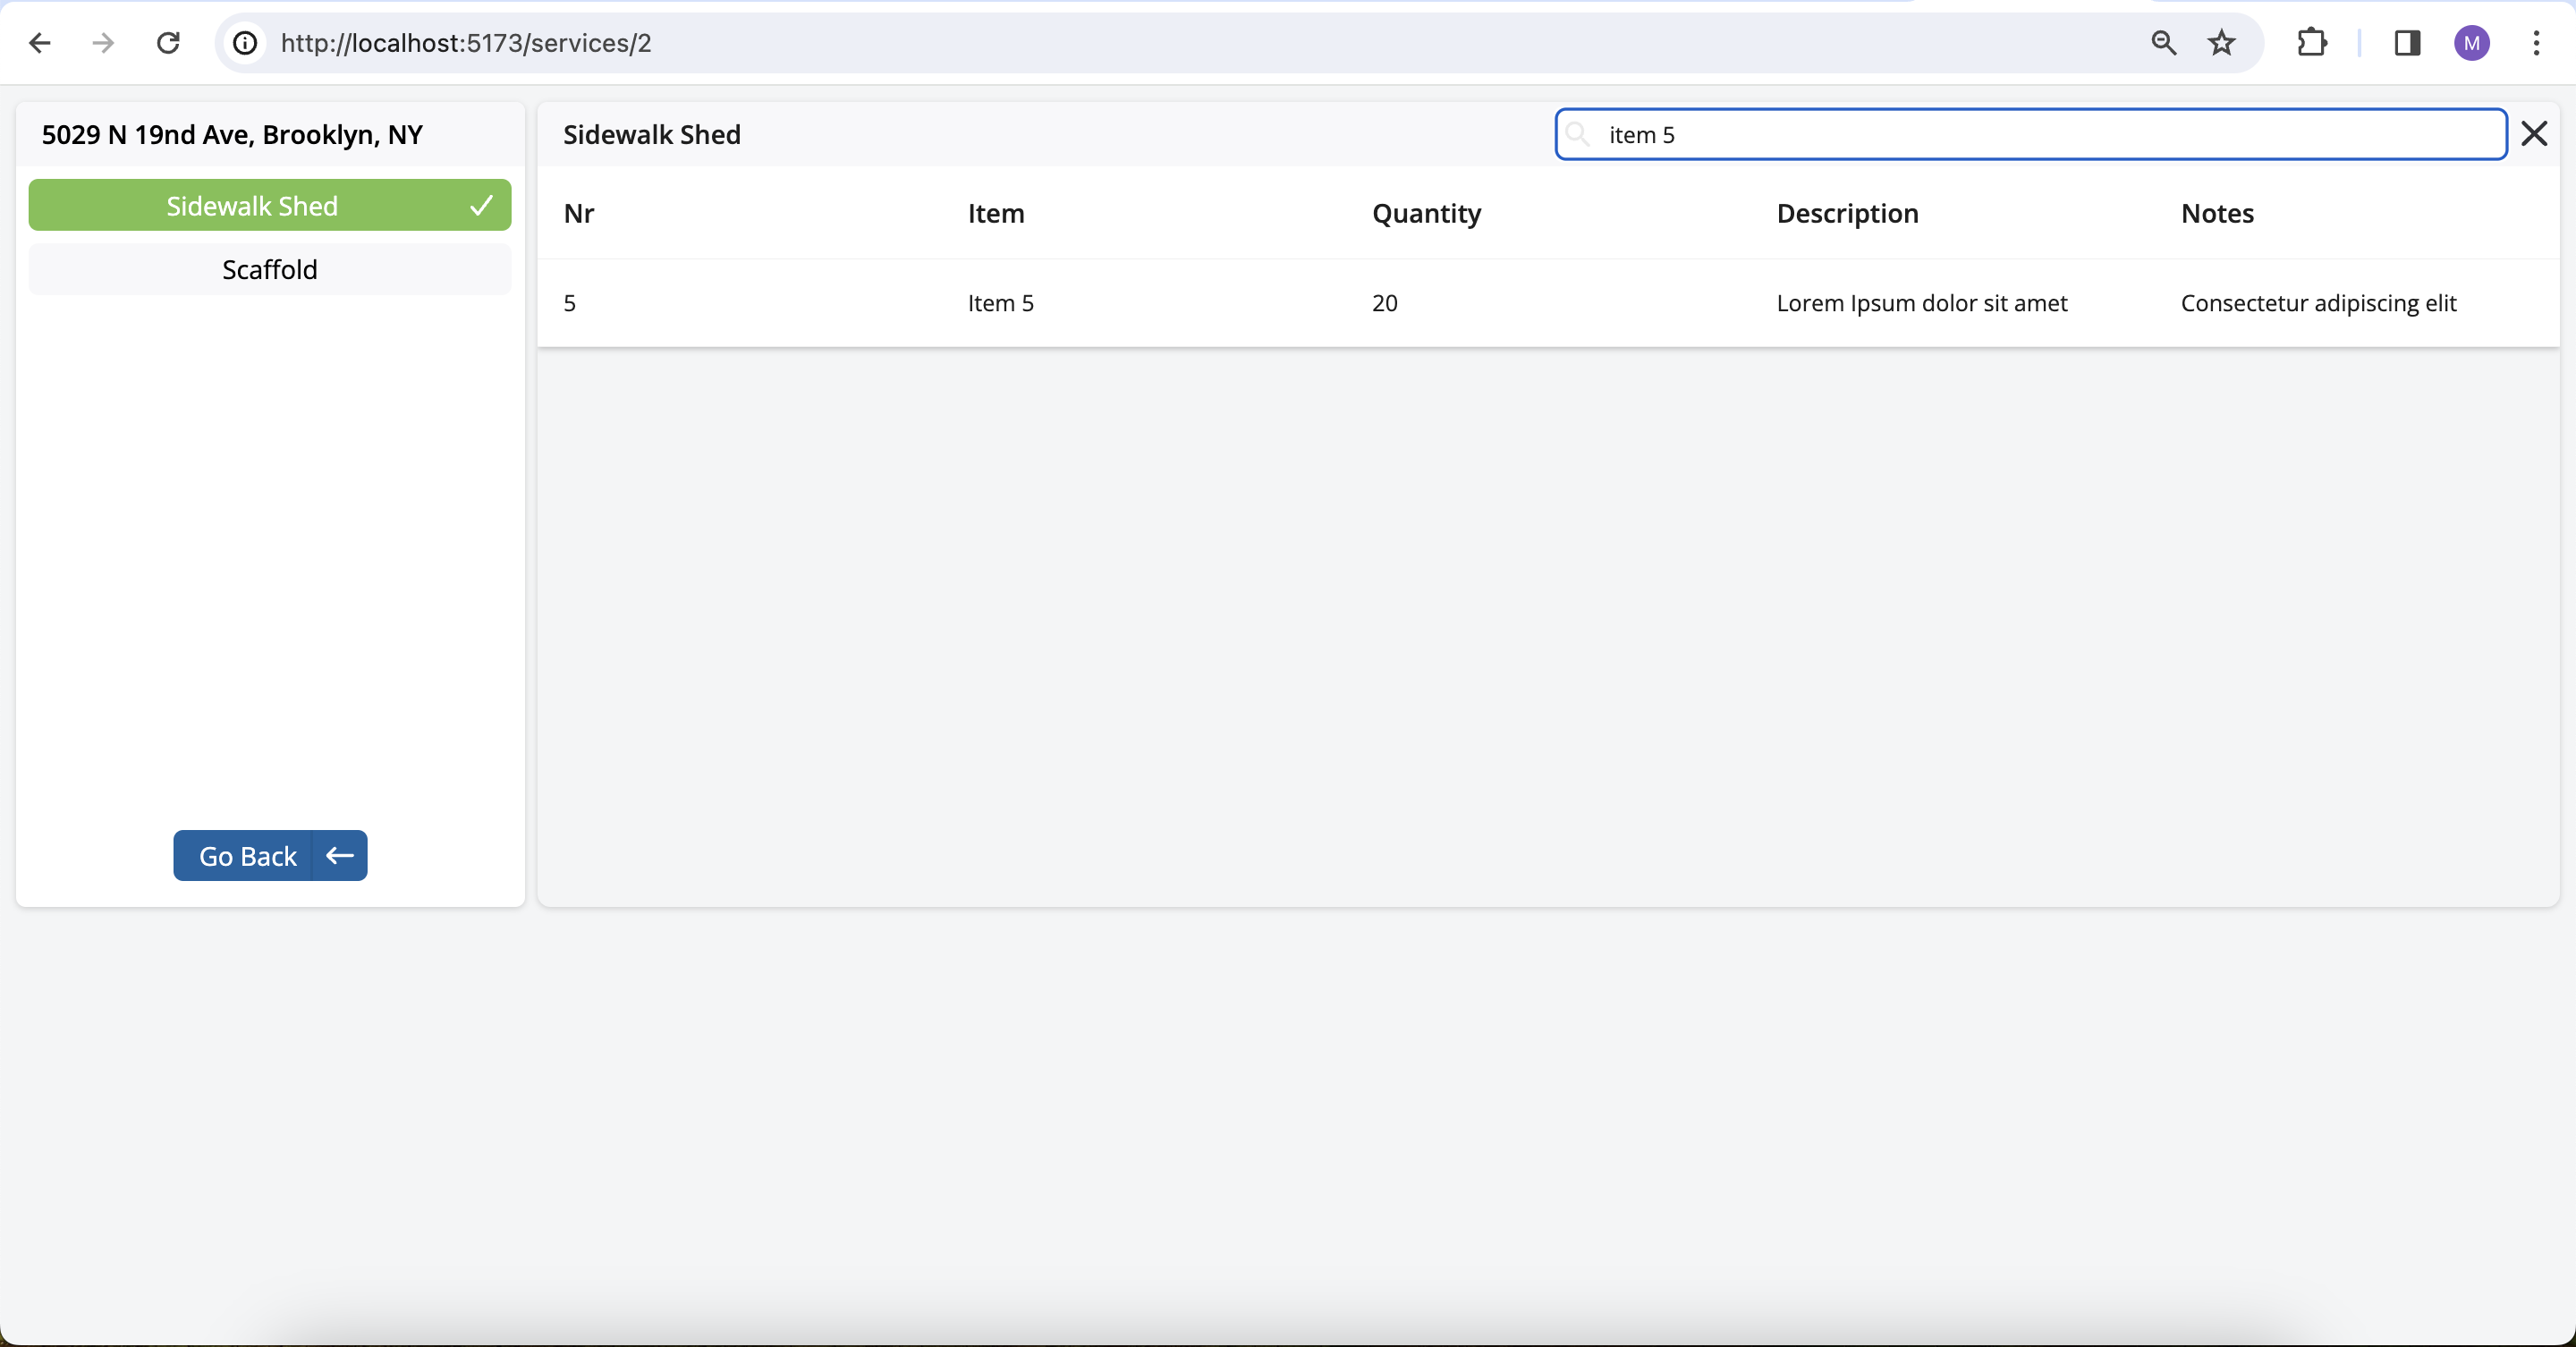 http://localhost:5173/services/2
M
5029 N 19nd Ave, Brooklyn, NY
Sidewalk Shed
Scaffold
Go Back
Sidewalk Shed
item 5
Nr Item Quantity Description Notes
5 Item 5 20 Lorem Ipsum dolor sit amet Consectetur adipiscing elit